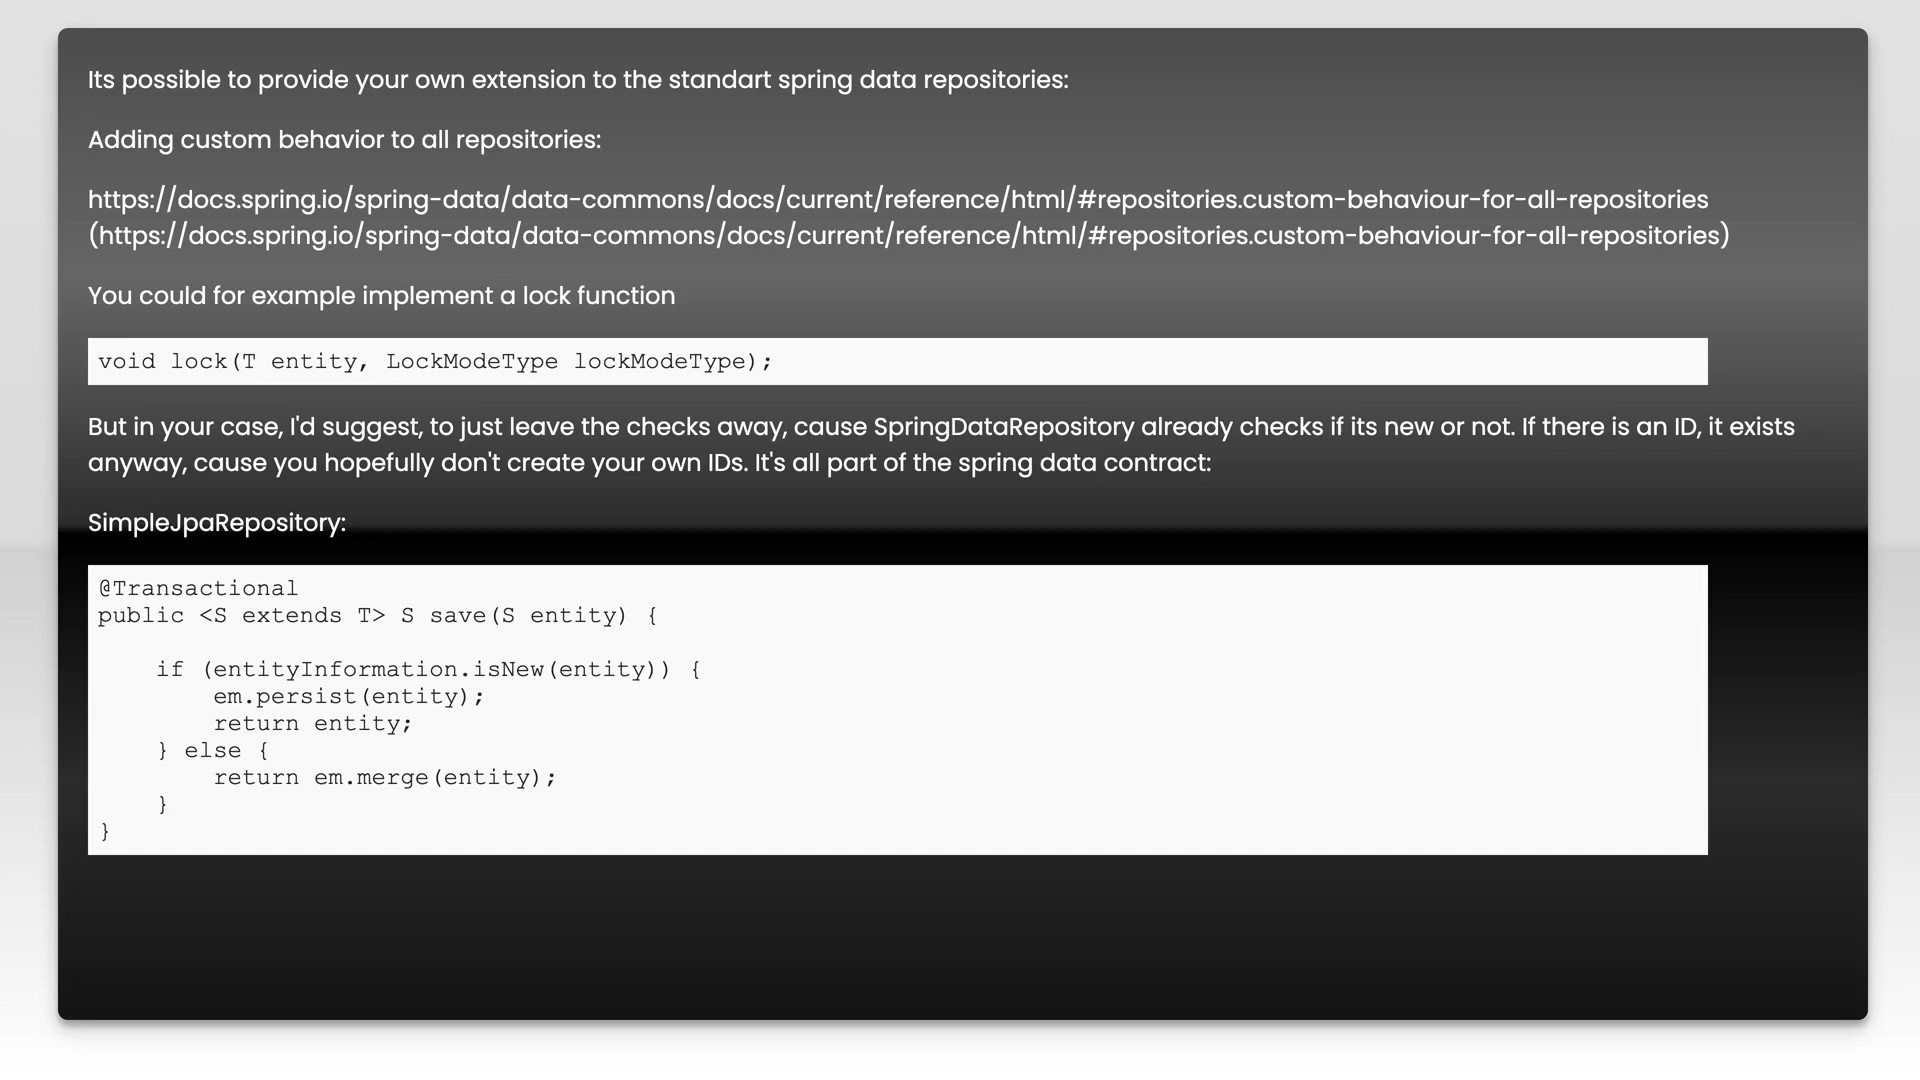 Its possible to provide your own extension to the standart spring data repositories:
Adding custom behavior to all repositories:
https://docs.spring.io/spring-data/data-commons/docs/current/reference/html/#repositories.custom-behaviour-for-all-repositories
(https://docs.spring.io/spring-data/data-commons/docs/current/reference/html/#repositories.custom-behaviour-for-all-repositories)
You could for example implement a lock function
void lock(T entity, LockModeType lockModeType);
But in your case, I'd suggest, to just leave the checks away, cause SpringDataRepository already checks if its new or not. If there is an ID, it exists
anyway, cause you hopefully don't create your own IDs. It's all part of the spring data contract:
SimpleJpaRepository:
@Transactional
public <S extends T> S save(S entity) {
    if (entityInformation.isNew(entity)) {
        em.persist(entity);
        return entity;
    } else {
        return em.merge(entity);
    }
}